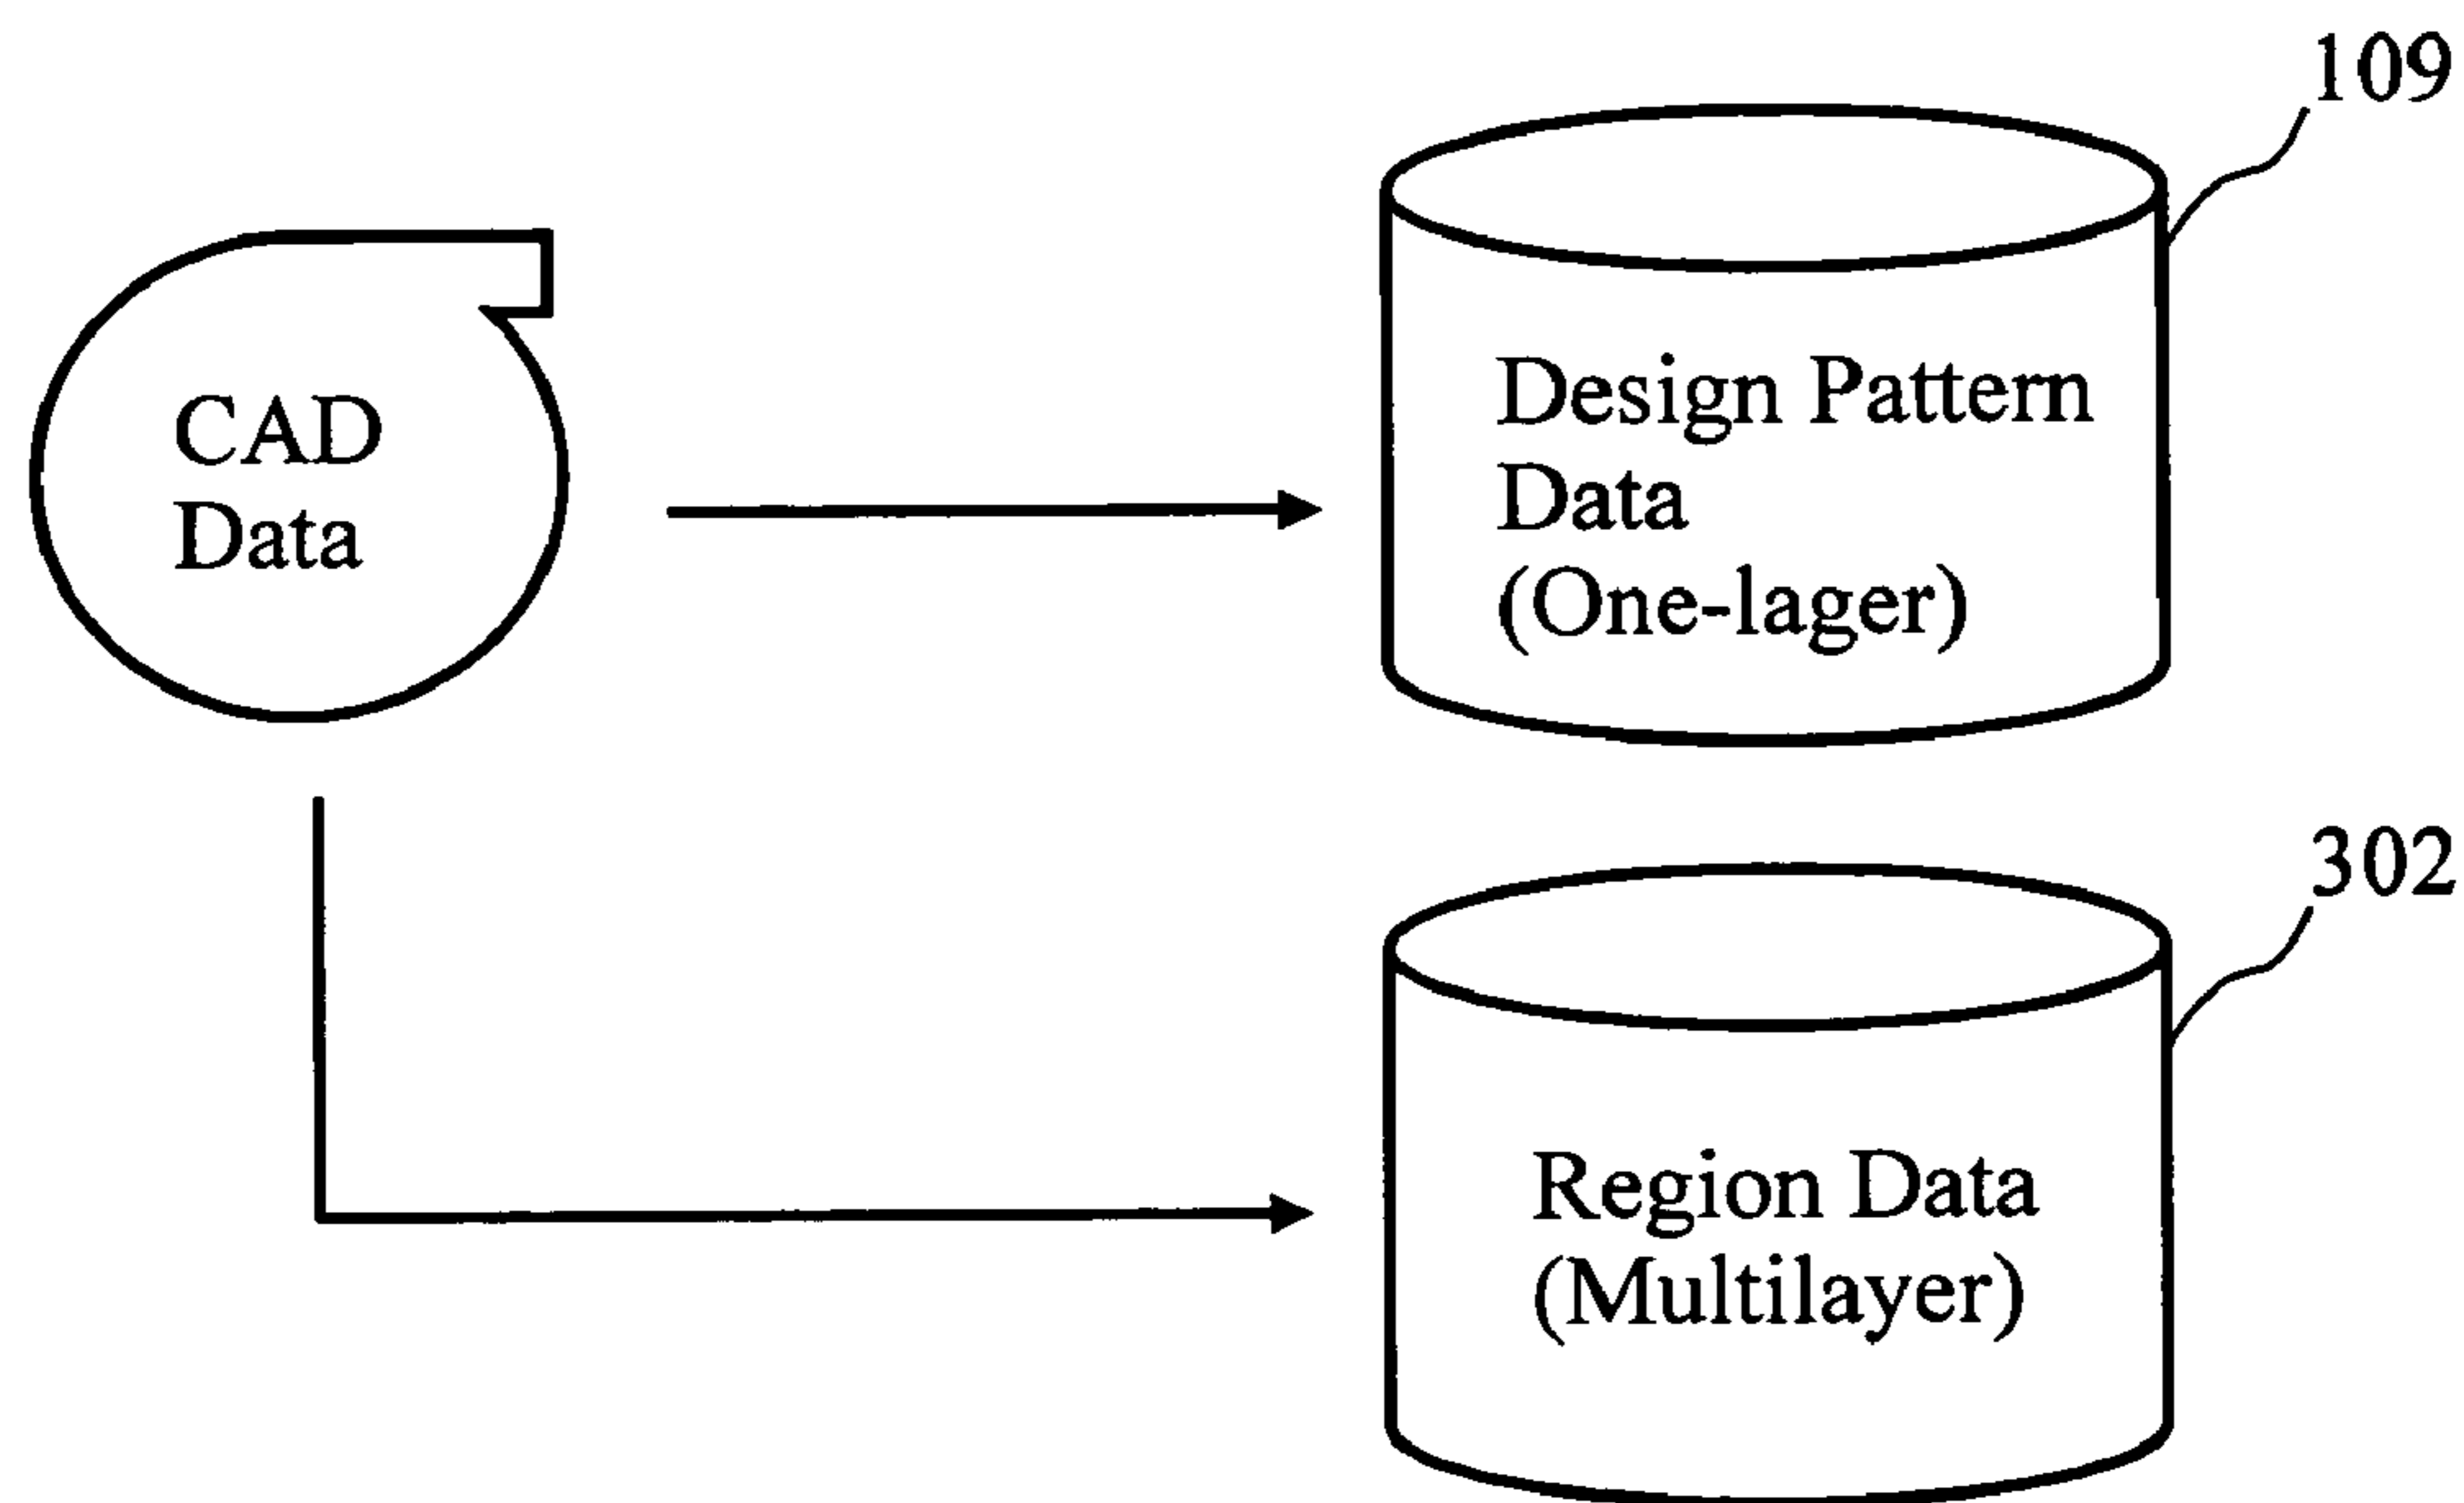 109
CAD
Data
Design Pattern
Data
(One-lager)
302
Region Data
(Multilayer)